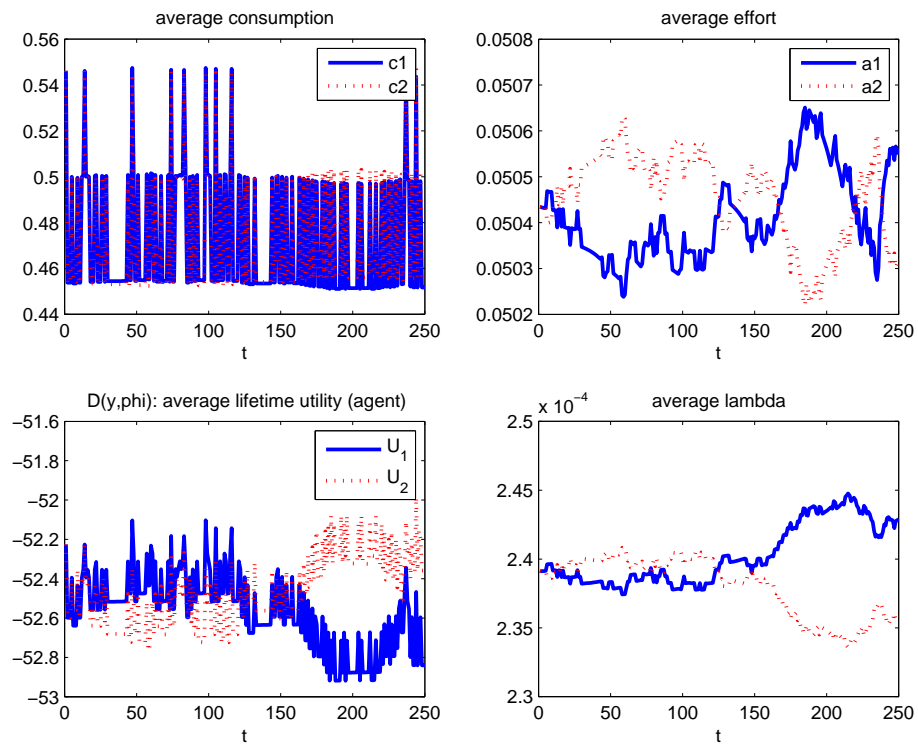 average consumption
0.56
0.54
0.52
0.5
0.48
0.46
0.44
c1
c2
0 50 100 150 200 250
t
average effort
0.0508
0.0506
0.0505
0.0504
0.0503
0.0502
a1
a2
0 50 100 150 200 250
t
D(y,phi): average lifetime utility (agent)
−51.6
−51.8
−52
−52.2
−52.4
−52.6
−52.8
−53
U1
U2
0 50 100 150 200 250
t
average lambda
x 10−4
2.5
2.45
2.4
2.35
2.3
0 50 100 150 200 250
t